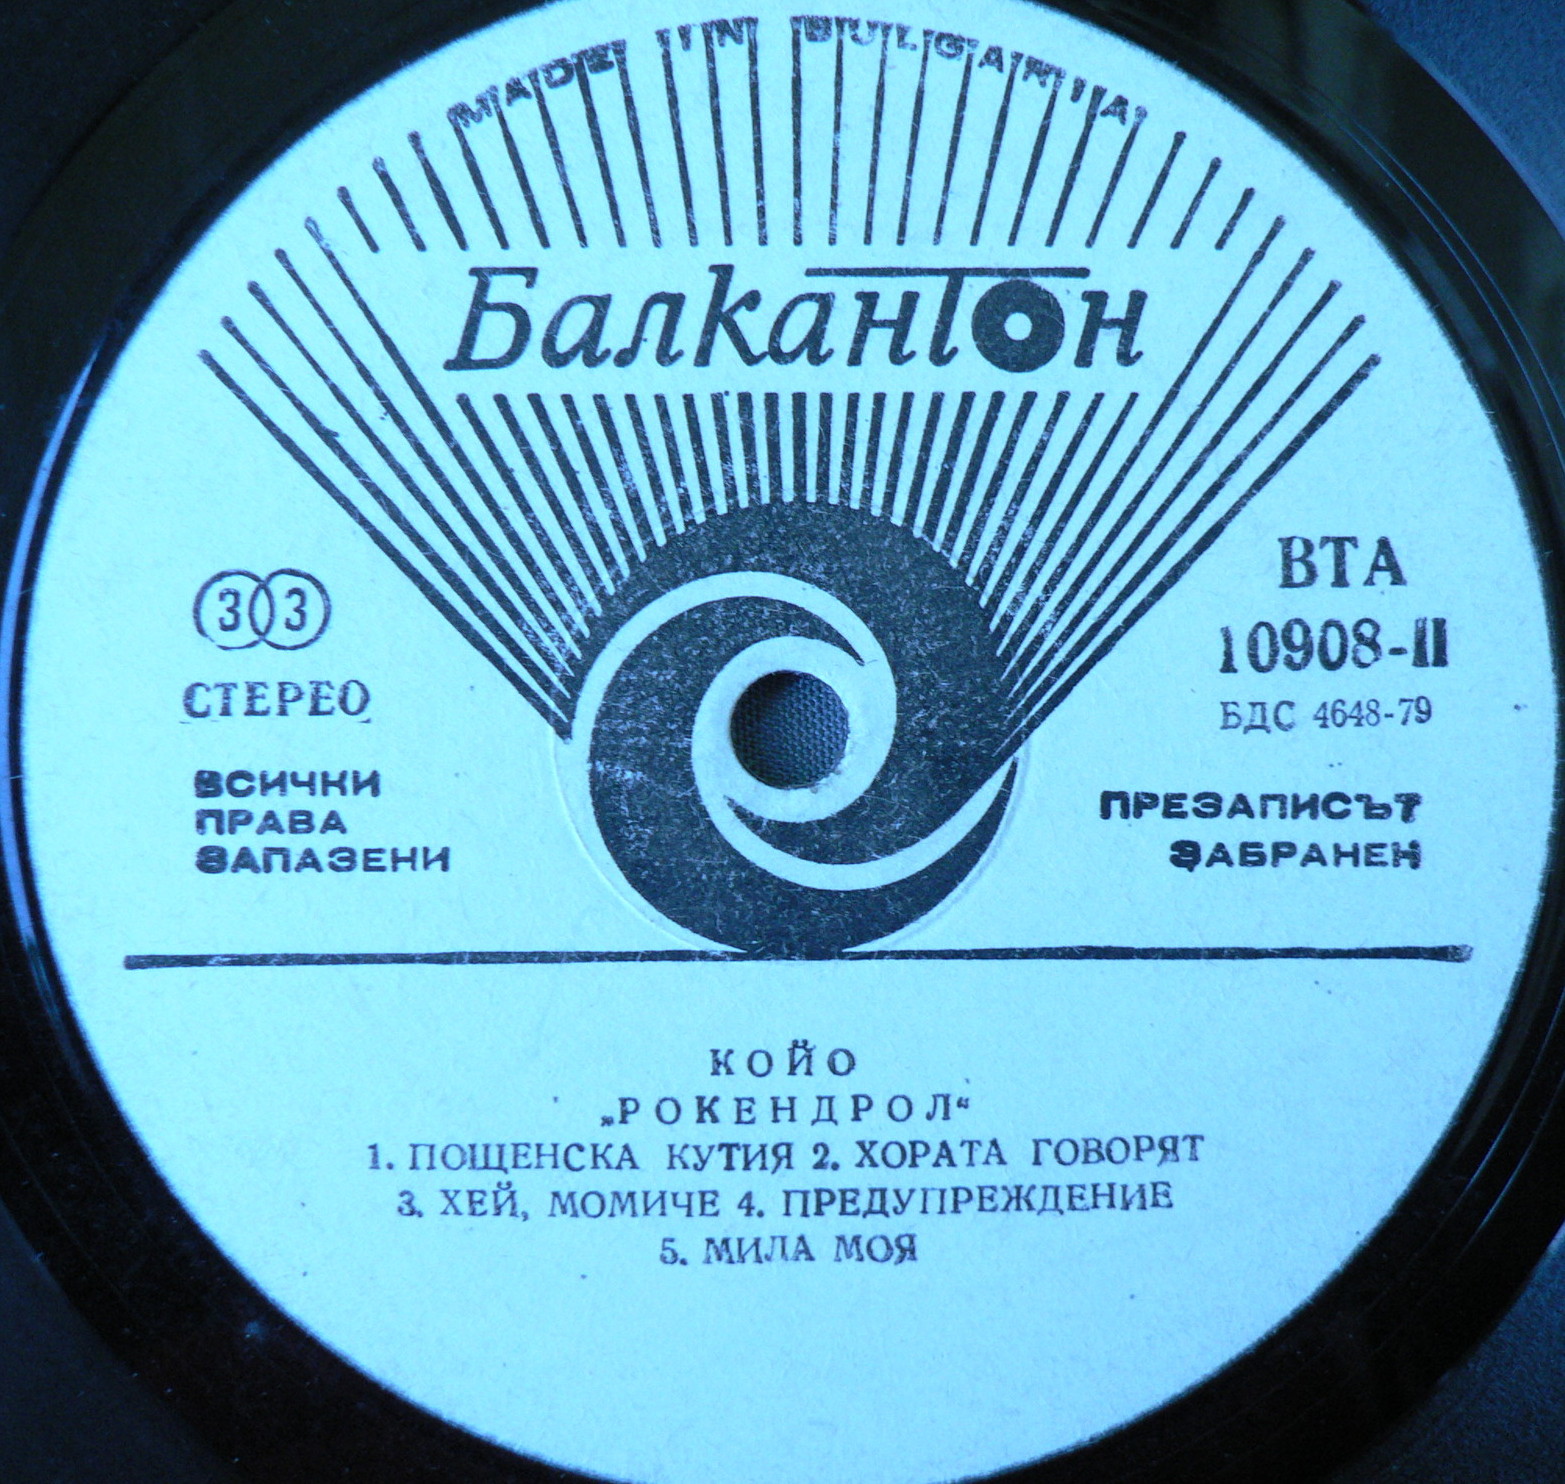 MADE IN BULGARIA
Балкантон
33
СТЕРЕО
ВСИЧКИ
ПРАВА
ЗАПАЗЕНИ
ВТА
10908-II
БДС 4648-79
ПРЕЗАПИСЪТ
ЗАБРАНЕН
КОЙО
„РОКЕНДРОЛ“
1. ПОЩЕНСКА КУТИЯ 2. ХОРАТА ГОВОРЯТ
3. ХЕЙ, МОМИЧЕ 4. ПРЕДУПРЕЖДЕНИЕ
5. МИЛА МОЯ